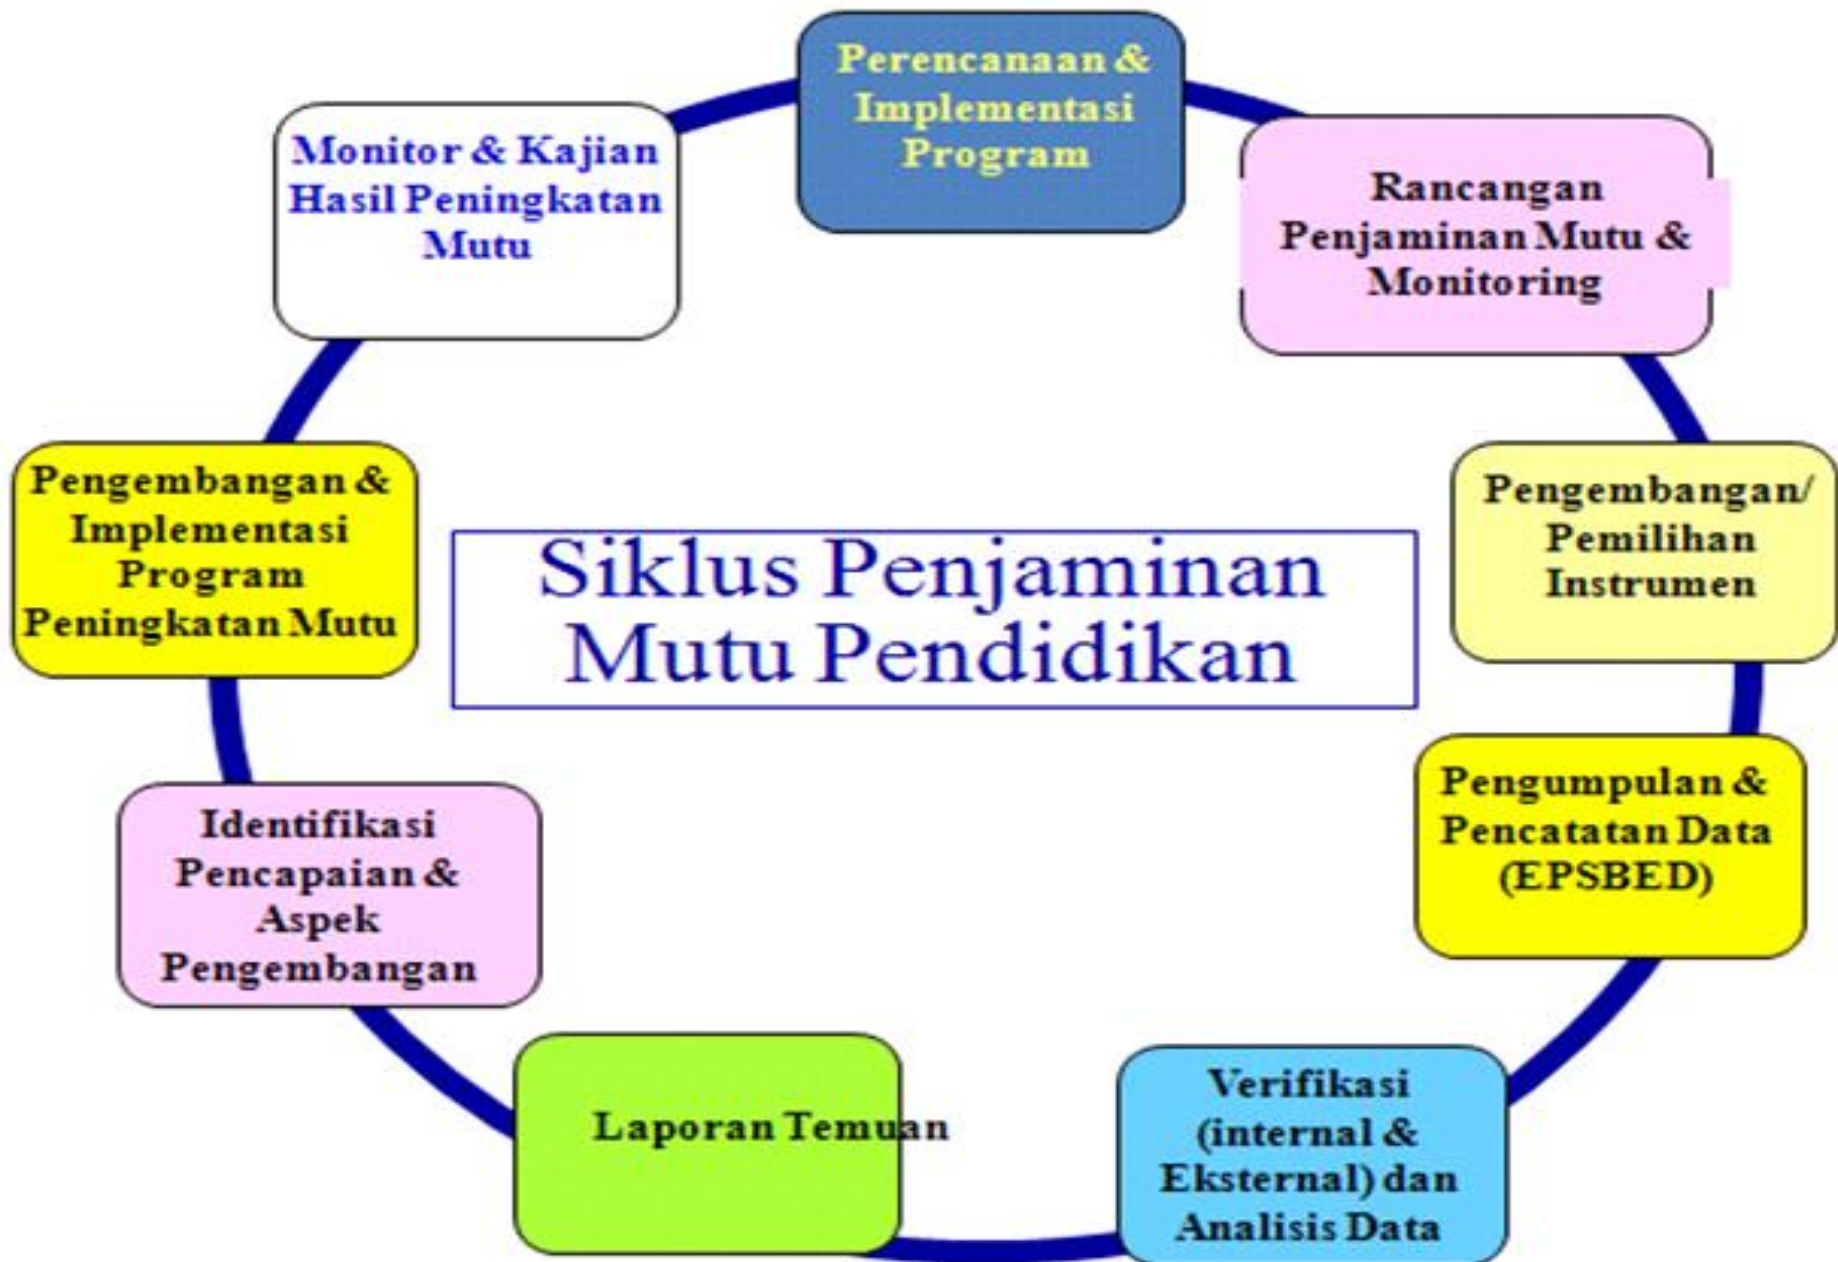 Perencanaan &
Implementasi
Program
Rancangan
Penjaminan Mutu &
Monitoring
Pengembangan/
Pemilihan
Instrumen
Pengumpulan &
Pencatatan Data
(EPSBED)
Verifikasi
(internal &
Eksternal) dan
Analisis Data
Laporan Temuan
Identifikasi
Pencapaian &
Aspek
Pengembangan
Pengembangan &
Implementasi
Program
Peningkatan Mutu
Monitor & Kajian
Hasil Peningkatan
Mutu
Siklus Penjaminan
Mutu Pendidikan